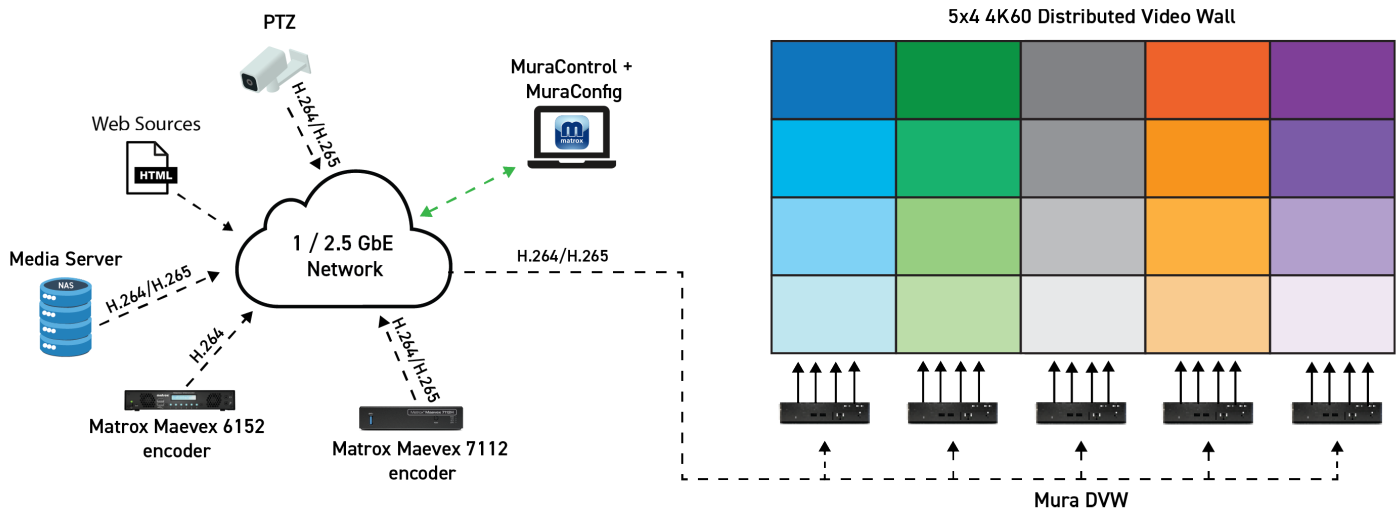 PTZ
H.264/H.265
MuraControl +
MuraConfig
matrox
Web Sources
HTML
1 / 2.5 GbE
Network
Media Server
NAS
H.264/H.265
H.264
H.264/H.265
Matrox Maevex 6152
encoder
Matrox Maevex 7112
encoder
H.264/H.265
5x4 4K60 Distributed Video Wall
Mura DVW